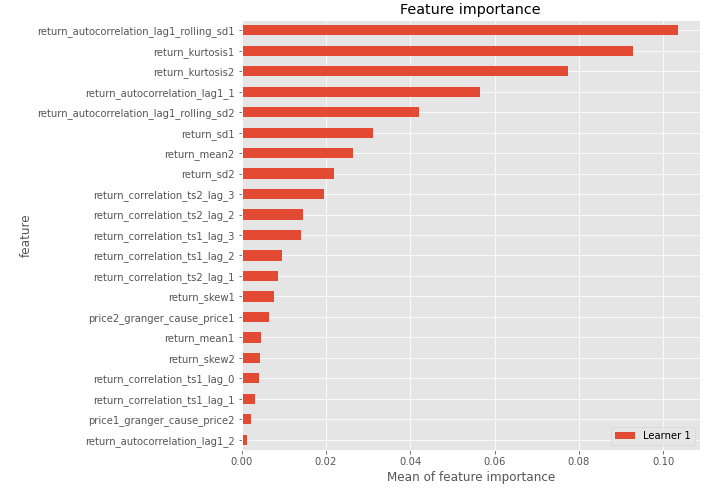 Feature importance
return_autocorrelation_lag1_rolling_sd1
return_kurtosis1
return_kurtosis2
return_autocorrelation_lag1_1
return_autocorrelation_lag1_rolling_sd2
return_sd1
return_mean2
return_sd2
return_correlation_ts2_lag_3
return_correlation_ts2_lag_2
return_correlation_ts1_lag_3
return_correlation_ts1_lag_2
return_correlation_ts2_lag_1
return_skew1
price2_granger_cause_price1
return_mean1
return_skew2
return_correlation_ts1_lag_0
return_correlation_ts1_lag_1
price1_granger_cause_price2
return_autocorrelation_lag1_2
feature
Learner 1
0.00 0.02 0.04 0.06 0.08 0.10
Mean of feature importance